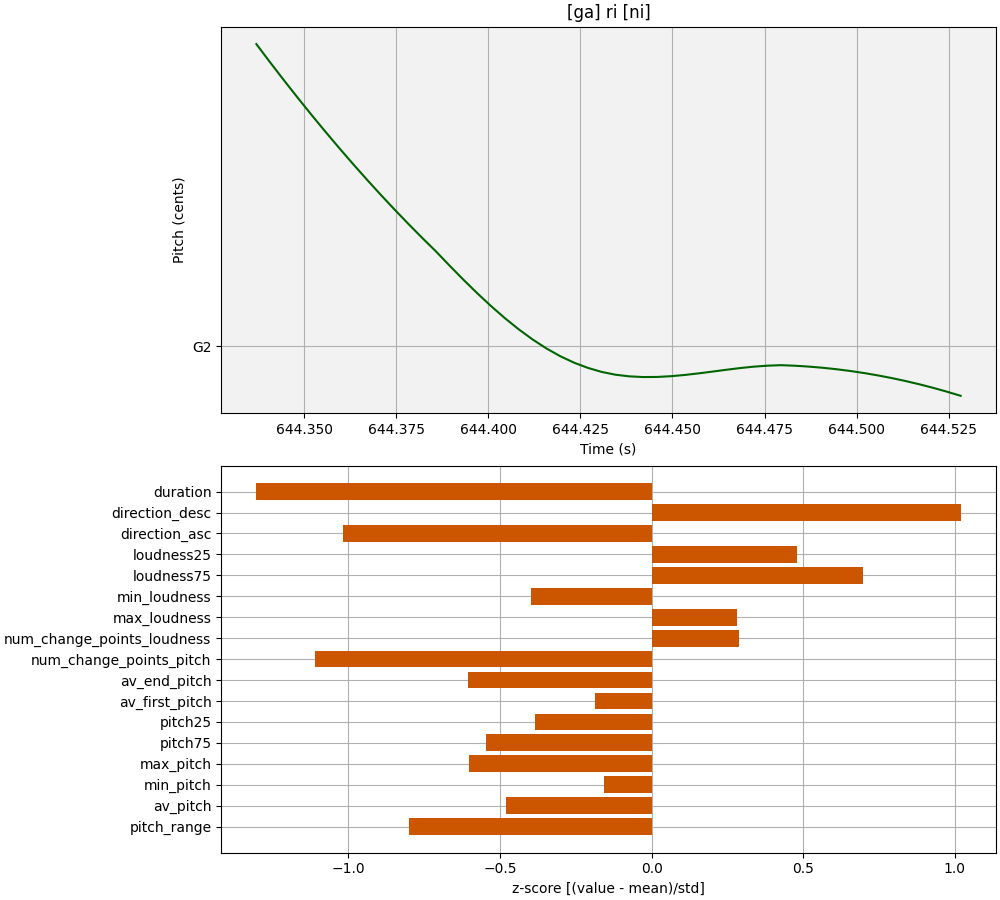 [ga] ri [ni]
Pitch (cents)
G2
644.350 644.375 644.400 644.425 644.450 644.475 644.500 644.525
Time (s)
duration
direction_desc
direction_asc
loudness25
loudness75
min_loudness
max_loudness
num_change_points_loudness
num_change_points_pitch
av_end_pitch
av_first_pitch
pitch25
pitch75
max_pitch
min_pitch
av_pitch
pitch_range
−1.0 −0.5 0.0 0.5 1.0
z-score [(value - mean)/std]